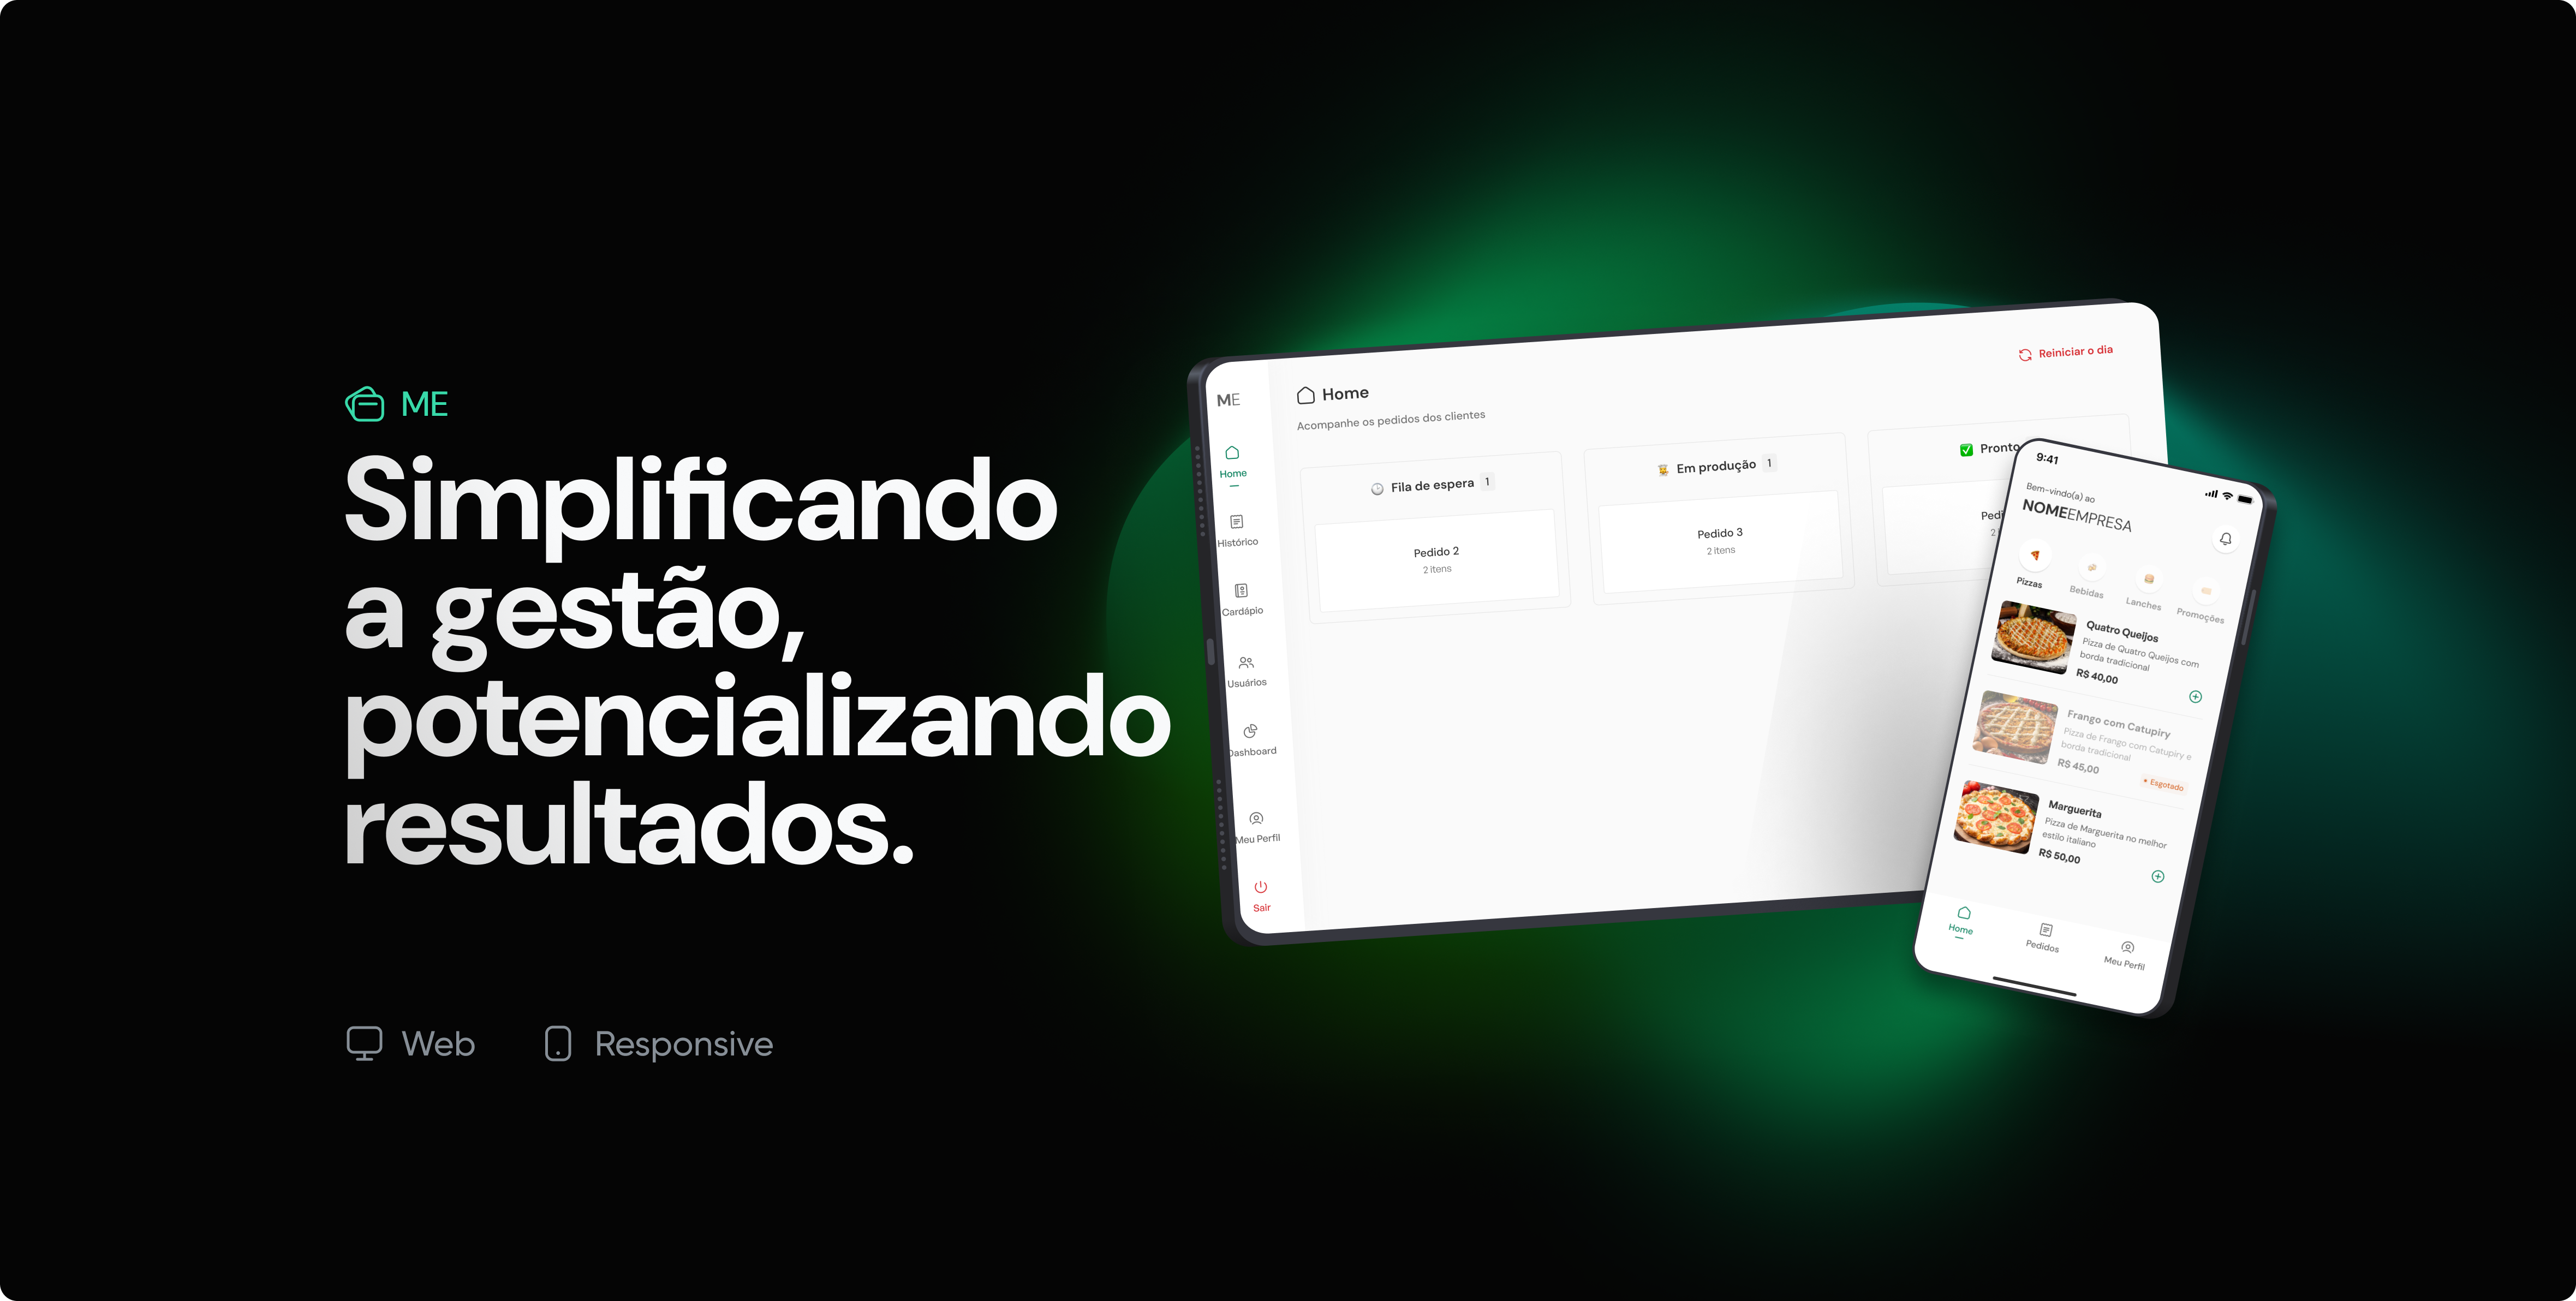 ME
Simplificando
a gestão,
potencializando
resultados.
Web
Responsive
ME
Home
Histórico
Cardápio
Usuários
Dashboard
Meu Perfil
Sair
Home
Acompanhe os pedidos dos clientes
Reiniciar o dia
Fila de espera 1
Pedido 2
2 itens
Em produção 1
Pedido 3
2 itens
Pronto
Pedi
2
9:41
Bem-vindo(a) ao
NOMEEMPRESA
Pizzas
Bebidas
Lanches
Promoções
Quatro Queijos
Pizza de Quatro Queijos com
borda tradicional
R$ 40,00
Frango com Catupiry
Pizza de Frango com Catupiry e
borda tradicional
R$ 45,00
Esgotado
Marguerita
Pizza de Marguerita no melhor
estilo italiano
R$ 50,00
Home
Pedidos
Meu Perfil